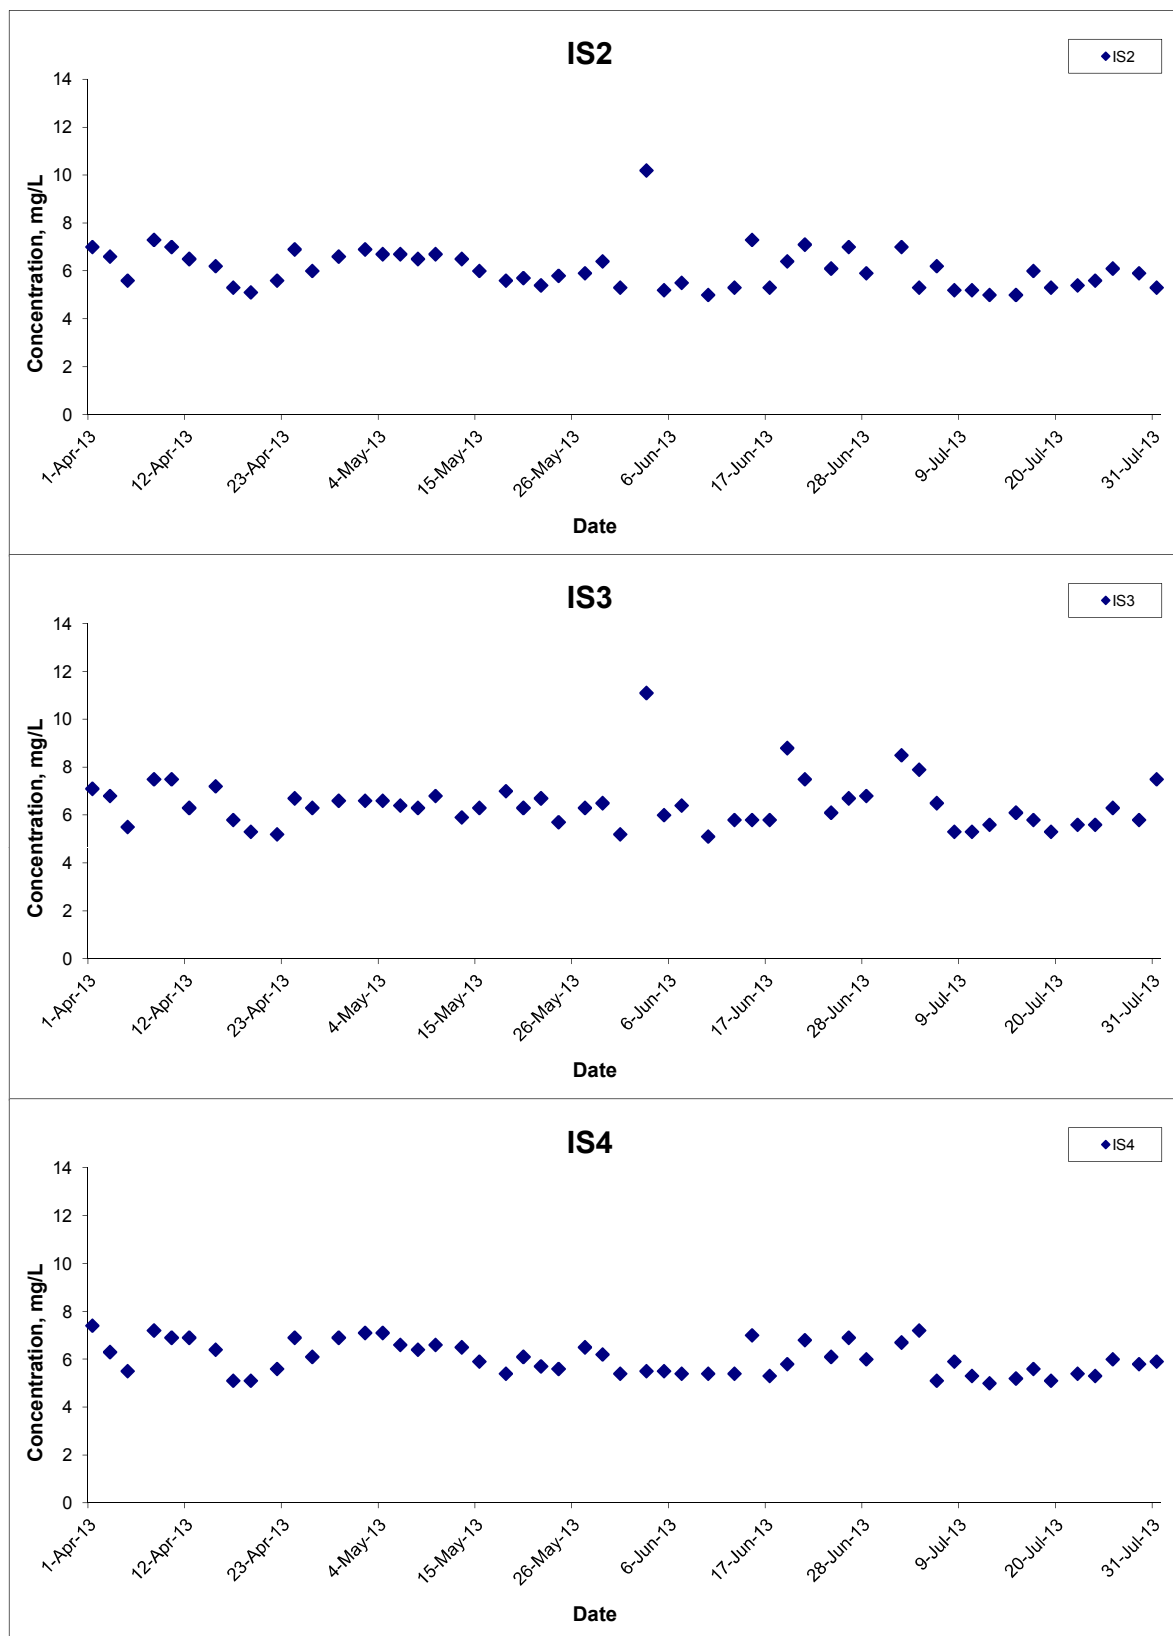 IS2
IS2
Concentration, mg/L
14
12
10
8
6
4
2
0
1-Apr-13
12-Apr-13
23-Apr-13
4-May-13
15-May-13
26-May-13
6-Jun-13
17-Jun-13
28-Jun-13
9-Jul-13
20-Jul-13
31-Jul-13
Date
IS3
IS3
Concentration, mg/L
14
12
10
8
6
4
2
0
1-Apr-13
12-Apr-13
23-Apr-13
4-May-13
15-May-13
26-May-13
6-Jun-13
17-Jun-13
28-Jun-13
9-Jul-13
20-Jul-13
31-Jul-13
Date
IS4
IS4
Concentration, mg/L
14
12
10
8
6
4
2
0
1-Apr-13
12-Apr-13
23-Apr-13
4-May-13
15-May-13
26-May-13
6-Jun-13
17-Jun-13
28-Jun-13
9-Jul-13
20-Jul-13
31-Jul-13
Date